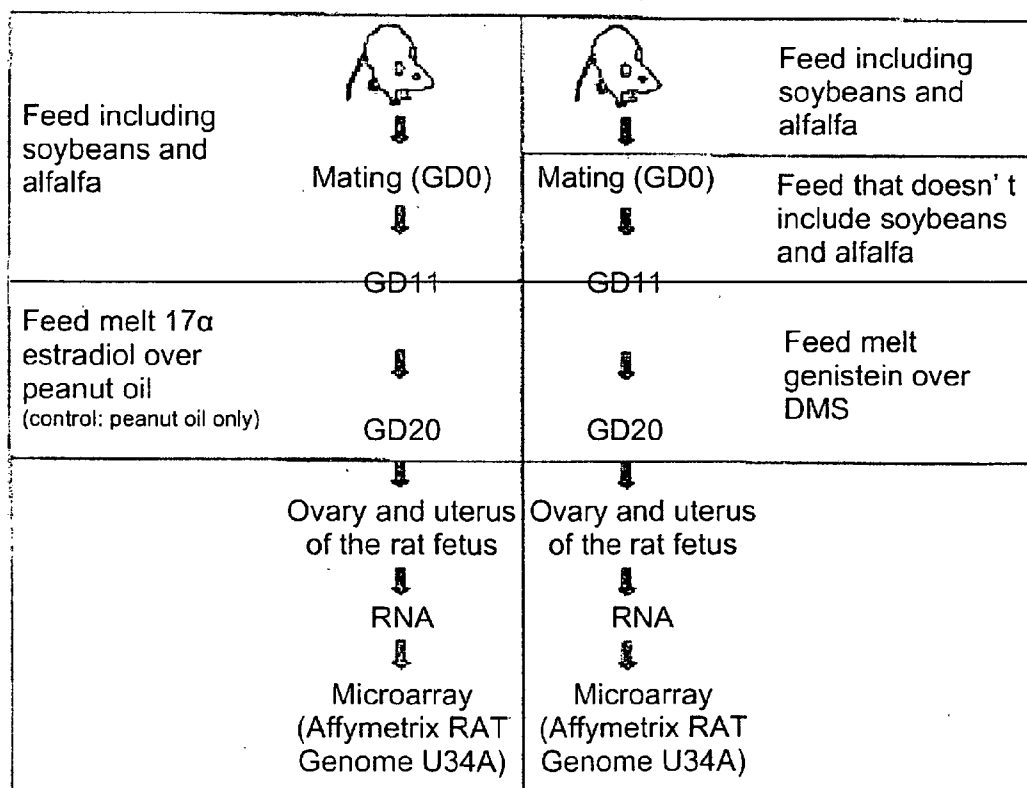 Feed including
soybeans and
alfalfa
Mating (GD0)
GD11
Feed melt 17α
estradiol over
peanut oil
(control: peanut oil only)
GD20
Ovary and uterus
of the rat fetus
RNA
Microarray
(Affymetrix RAT
Genome U34A)
Feed including
soybeans and
alfalfa
Mating (GD0)
Feed that doesn' t
include soybeans
and alfalfa
GD11
Feed melt
genistein over
DMS
GD20
Ovary and uterus
of the rat fetus
RNA
Microarray
(Affymetrix RAT
Genome U34A)